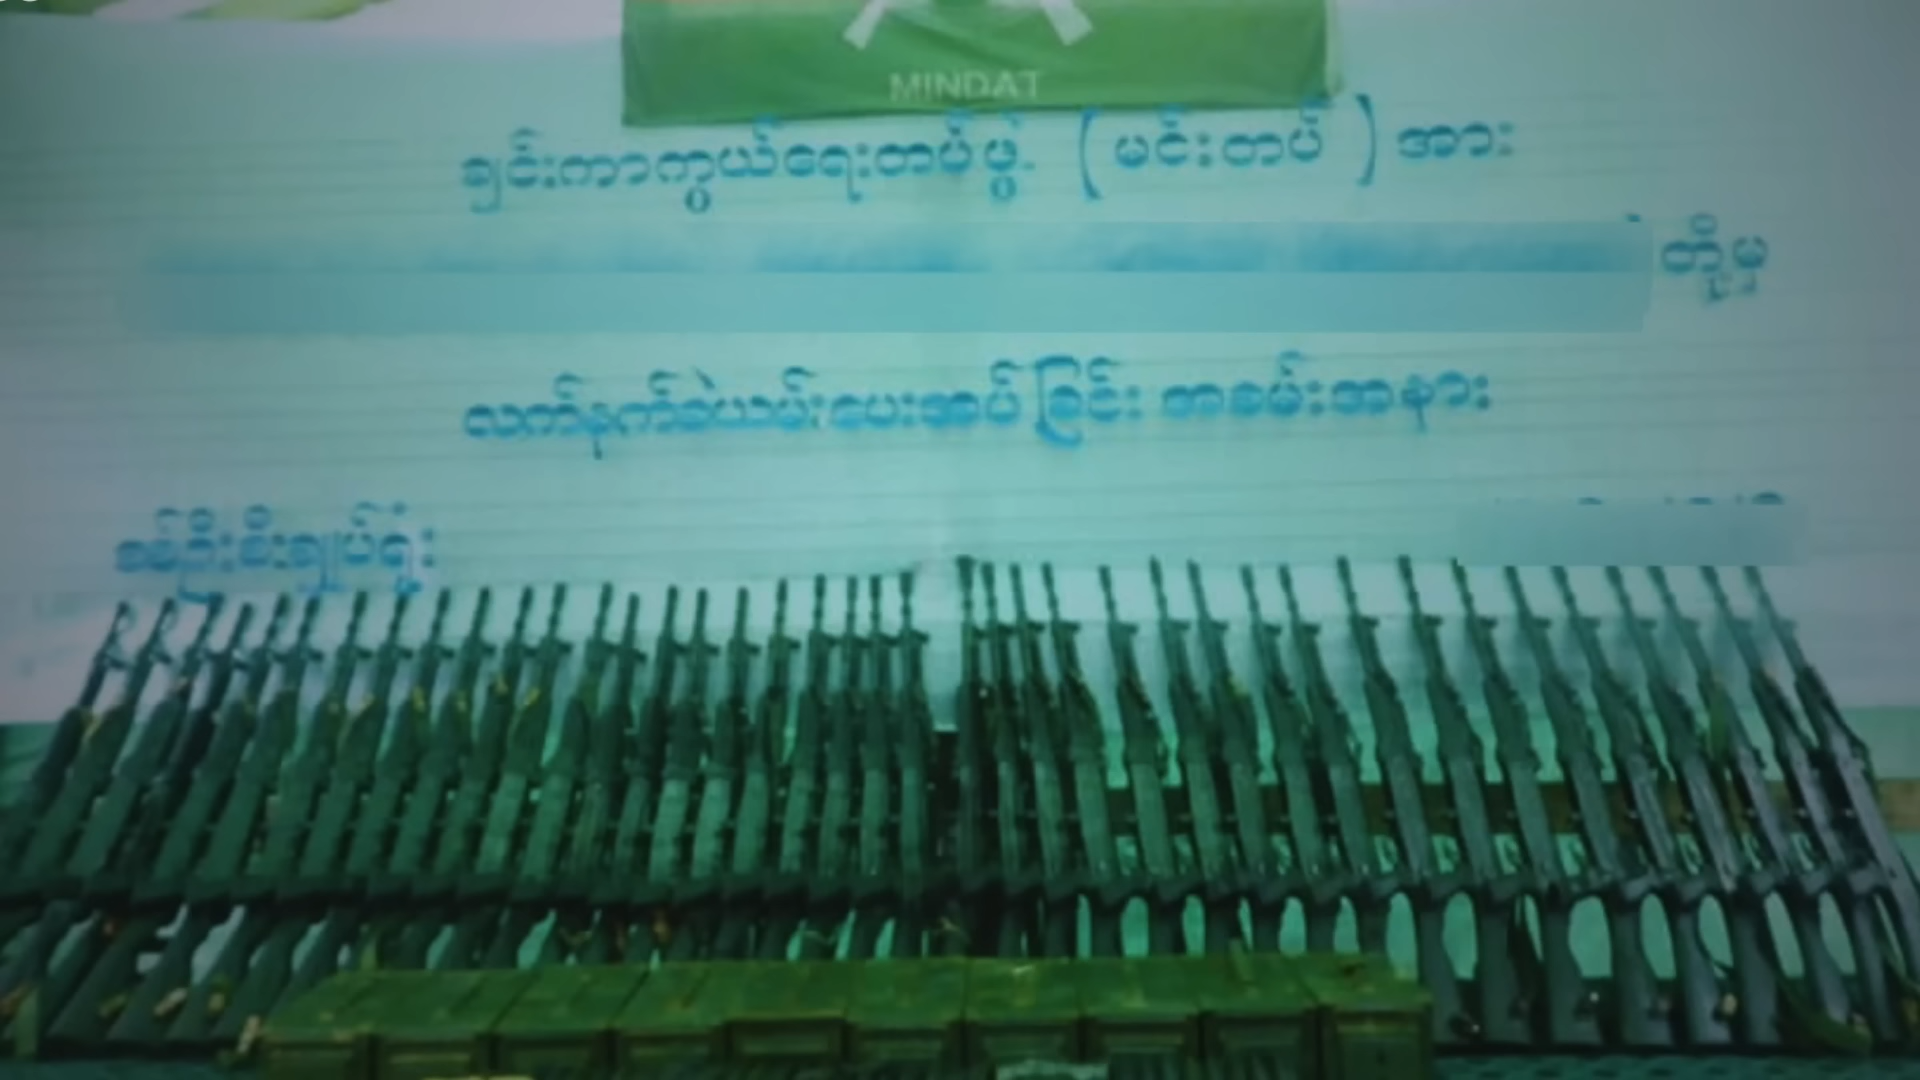 MINDAT
ချင်းကာကွယ်ရေးတပ်ဖွဲ့ ( မင်းတပ် ) အား
တို့မှ
လက်နက်ခဲယမ်းပေးအပ်ခြင်း အခမ်းအနား
စစ်ဦးစီးချုပ်ရုံး